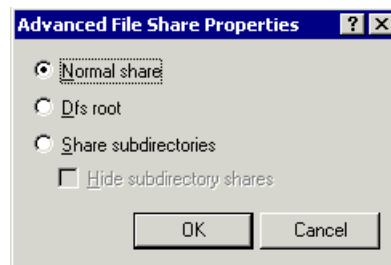 Advanced File Share Properties
Normal share
Dfs root
Share subdirectories
Hide subdirectory shares
OK Cancel